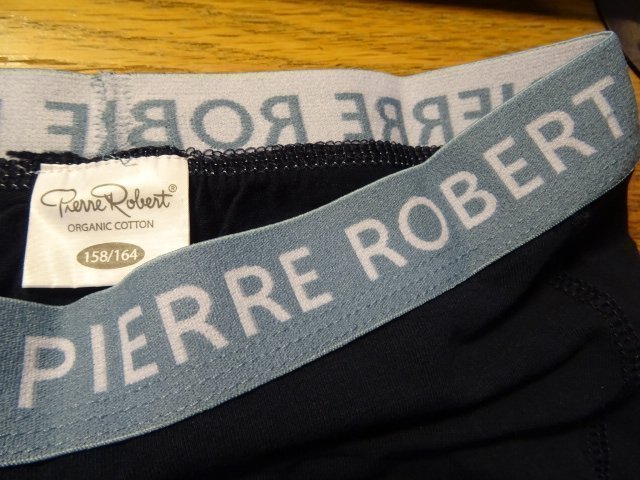 PIERRE ROBERT
Pierre Robert®
ORGANIC COTTON
158/164
PIERRE ROBERT